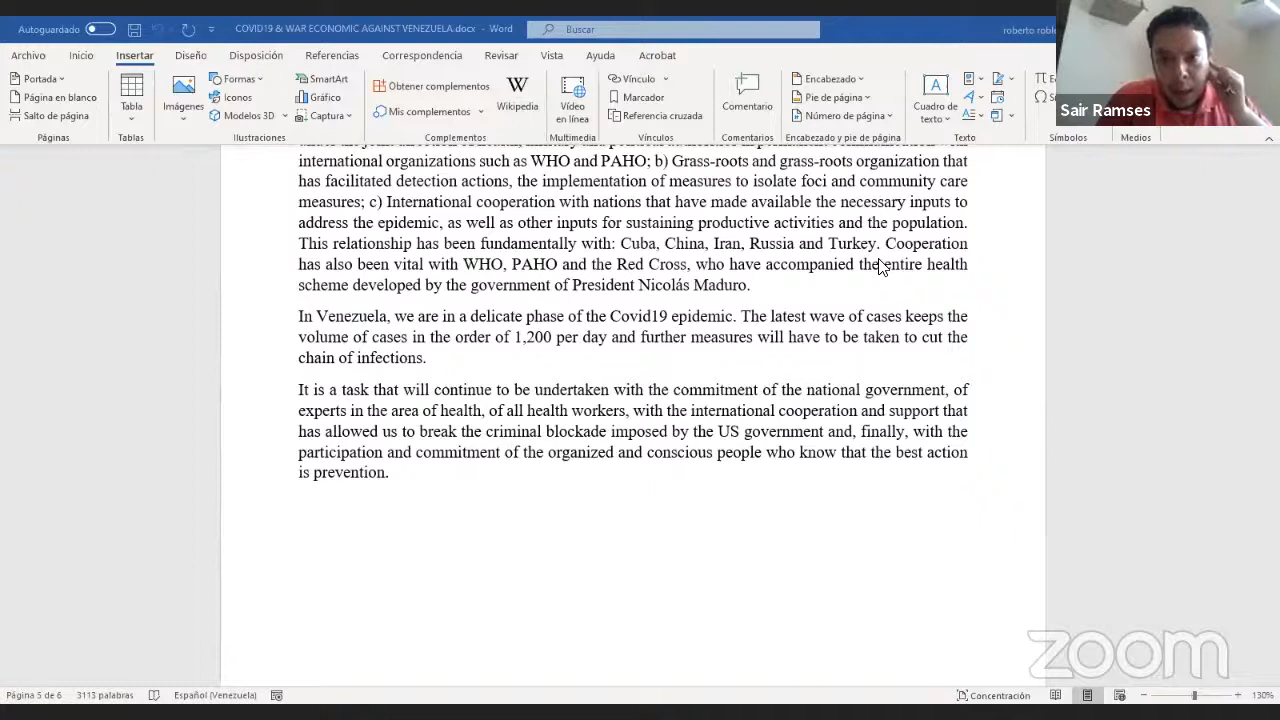 Autoguardado
COVID19 & WAR ECONOMIC AGAINST VENEZUELA.docx - Word
Buscar
roberto roble
Archivo Inicio Insertar Diseño Disposición Referencias Correspondencia Revisar Vista Ayuda Acrobat
Portada
Página en blanco
Salto de página
Páginas
Tabla
Tablas
Imágenes
Formas
Iconos
Modelos 3D
SmartArt
Gráfico
Captura
Ilustraciones
Obtener complementos
Mis complementos
W
Wikipedia
Complementos
Vídeo
en línea
Multimedia
Vínculo
Marcador
Referencia cruzada
Vínculos
Comentario
Comentarios
Encabezado
Pie de página
Número de página
Encabezado y pie de página
A
Cuadro de
texto
Texto
Símbolos
Medios
Sair Ramses
international organizations such as WHO and PAHO; b) Grass-roots and grass-roots organization that
has facilitated detection actions, the implementation of measures to isolate foci and community care
measures; c) International cooperation with nations that have made available the necessary inputs to
address the epidemic, as well as other inputs for sustaining productive activities and the population.
This relationship has been fundamentally with: Cuba, China, Iran, Russia and Turkey. Cooperation
has also been vital with WHO, PAHO and the Red Cross, who have accompanied the entire health
scheme developed by the government of President Nicolás Maduro.
In Venezuela, we are in a delicate phase of the Covid19 epidemic. The latest wave of cases keeps the
volume of cases in the order of 1,200 per day and further measures will have to be taken to cut the
chain of infections.
It is a task that will continue to be undertaken with the commitment of the national government, of
experts in the area of health, of all health workers, with the international cooperation and support that
has allowed us to break the criminal blockade imposed by the US government and, finally, with the
participation and commitment of the organized and conscious people who know that the best action
is prevention.
zoom
Página 5 de 6 3113 palabras Español (Venezuela)
Concentración
130%